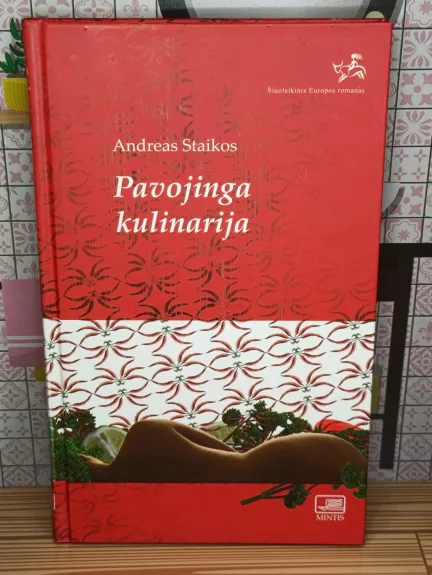 Šiuolaikinis Europos romanas
Andreas Staikos
Pavojinga
kulinarija
MINTIS